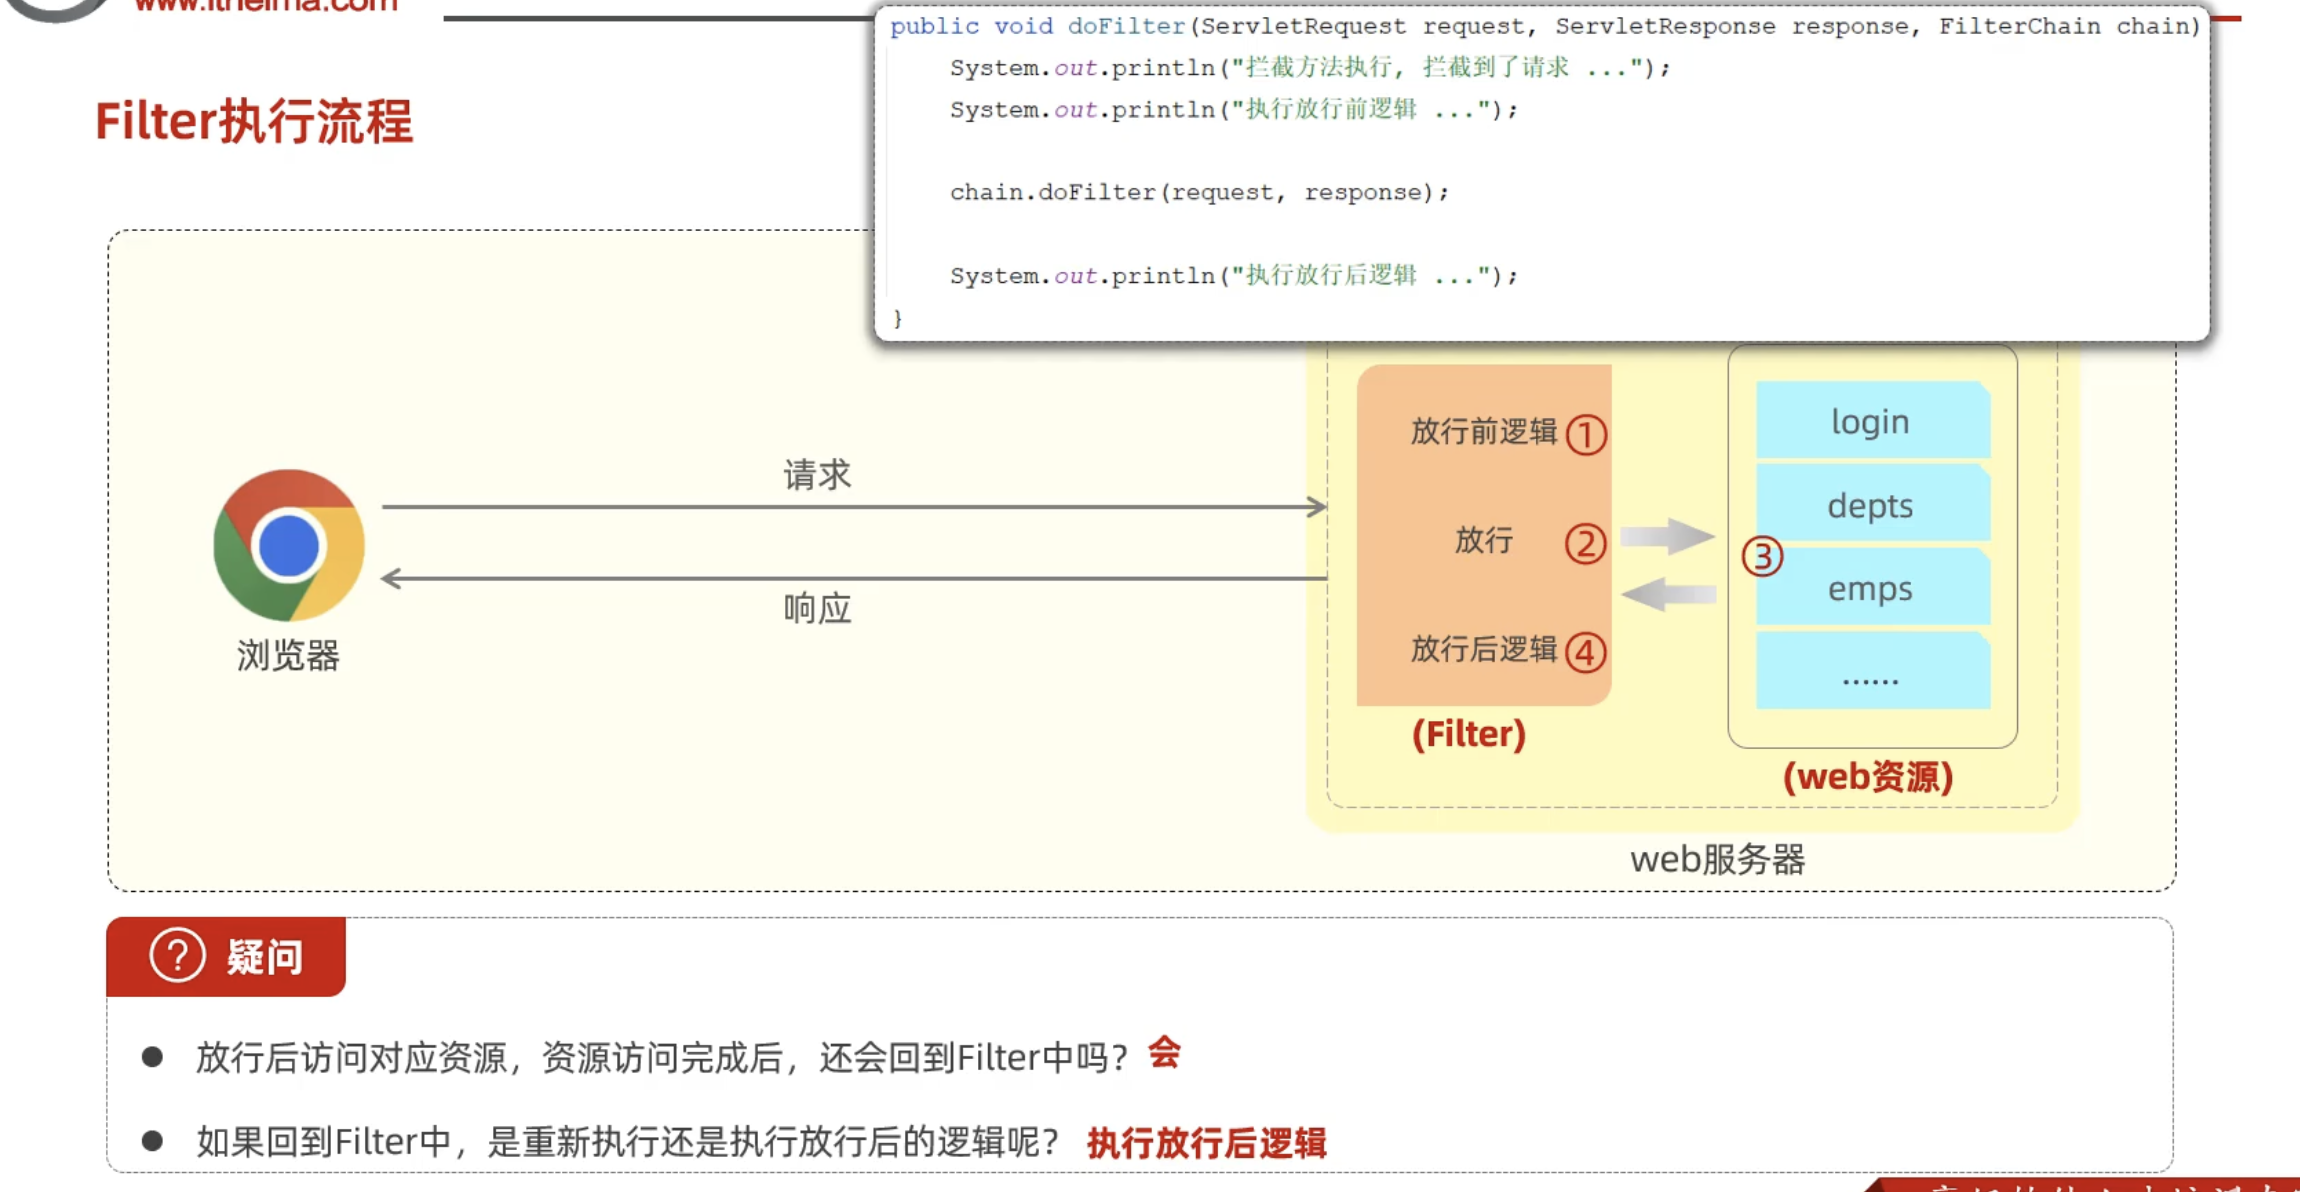 www.itheima.com
public void doFilter(ServletRequest request, ServletResponse response, FilterChain chain)
System.out.println("拦截方法执行, 拦截到了请求 ...");
System.out.println("执行放行前逻辑 ...");
chain.doFilter(request, response);
System.out.println("执行放行后逻辑 ...");
}
Filter执行流程
请求
响应
浏览器
放行前逻辑 ①
放行 ②
③
放行后逻辑 ④
(Filter)
login
depts
emps
......
(web资源)
web服务器
? 疑问
● 放行后访问对应资源，资源访问完成后，还会回到Filter中吗？ 会
● 如果回到Filter中，是重新执行还是执行放行后的逻辑呢？ 执行放行后逻辑